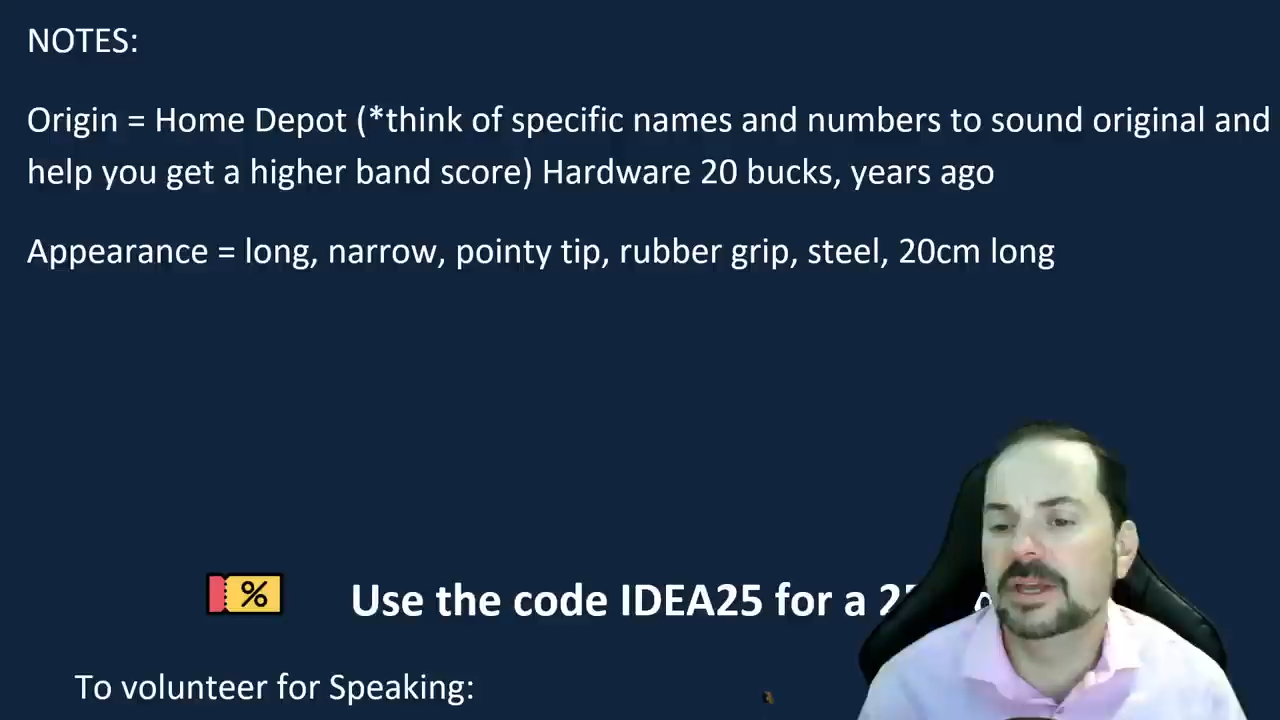 NOTES:
Origin = Home Depot (*think of specific names and numbers to sound original and
help you get a higher band score) Hardware 20 bucks, years ago
Appearance = long, narrow, pointy tip, rubber grip, steel, 20cm long
%
Use the code IDEA25 for a
To volunteer for Speaking: